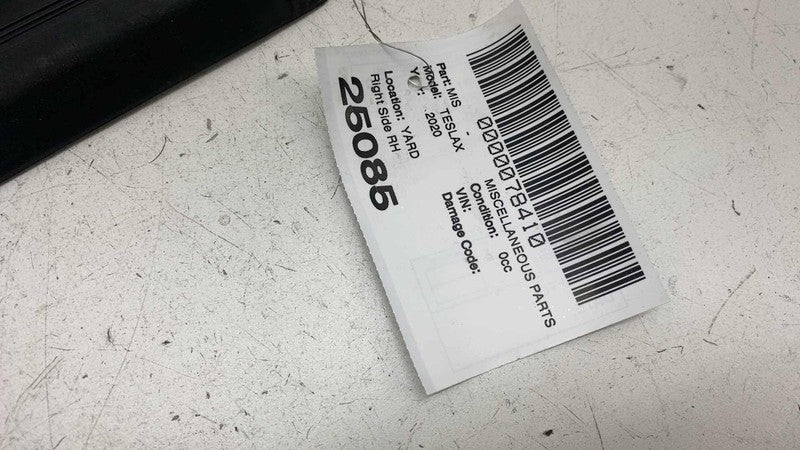 0000078410
Part: MIS - MISCELLANEOUS PARTS
Model: TESLAX Condition: 0cc
Year: 2020 VIN:
Damage Code:
Location: YARD
Right Side RH
25085